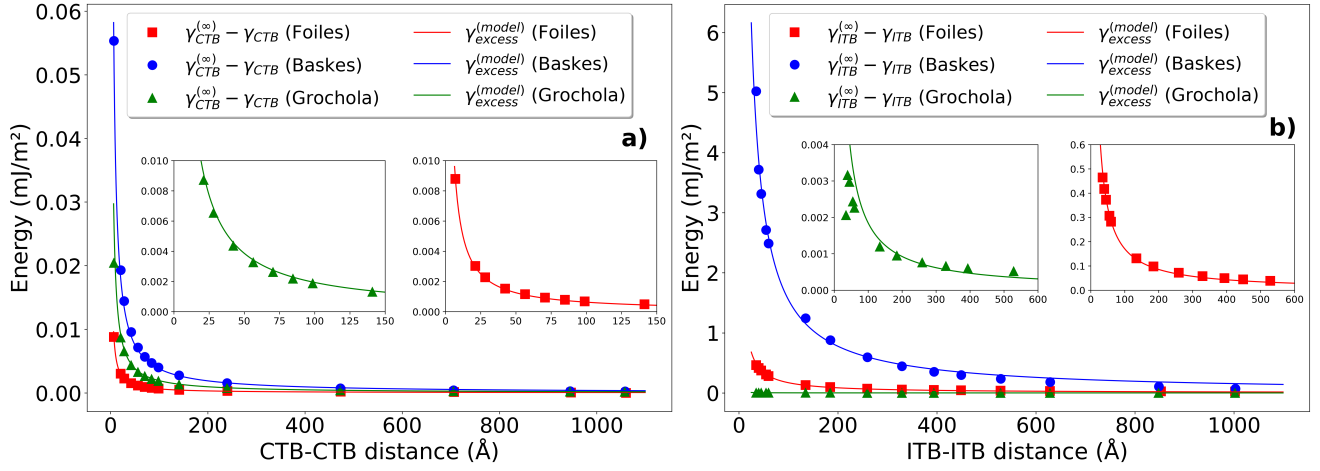 γ_CTB^(∞) − γ_CTB (Foiles)
γ_CTB^(∞) − γ_CTB (Baskes)
γ_CTB^(∞) − γ_CTB (Grochola)
γ_excess^(model) (Foiles)
γ_excess^(model) (Baskes)
γ_excess^(model) (Grochola)
a)
Energy (mJ/m²)
0.06
0.05
0.04
0.03
0.02
0.01
0.00
0.010
0.008
0.006
0.004
0.002
0.000
0 25 50 75 100 125 150
0.010
0.008
0.006
0.004
0.002
0.000
0 25 50 75 100 125 150
0 200 400 600 800 1000
CTB-CTB distance (Å)
γ_ITB^(∞) − γ_ITB (Foiles)
γ_ITB^(∞) − γ_ITB (Baskes)
γ_ITB^(∞) − γ_ITB (Grochola)
γ_excess^(model) (Foiles)
γ_excess^(model) (Baskes)
γ_excess^(model) (Grochola)
b)
Energy (mJ/m²)
6
5
4
3
2
1
0
0.004
0.003
0.002
0.001
0.000
0 100 200 300 400 500 600
0.6
0.5
0.4
0.3
0.2
0.1
0.0
0 100 200 300 400 500 600
0 200 400 600 800 1000
ITB-ITB distance (Å)